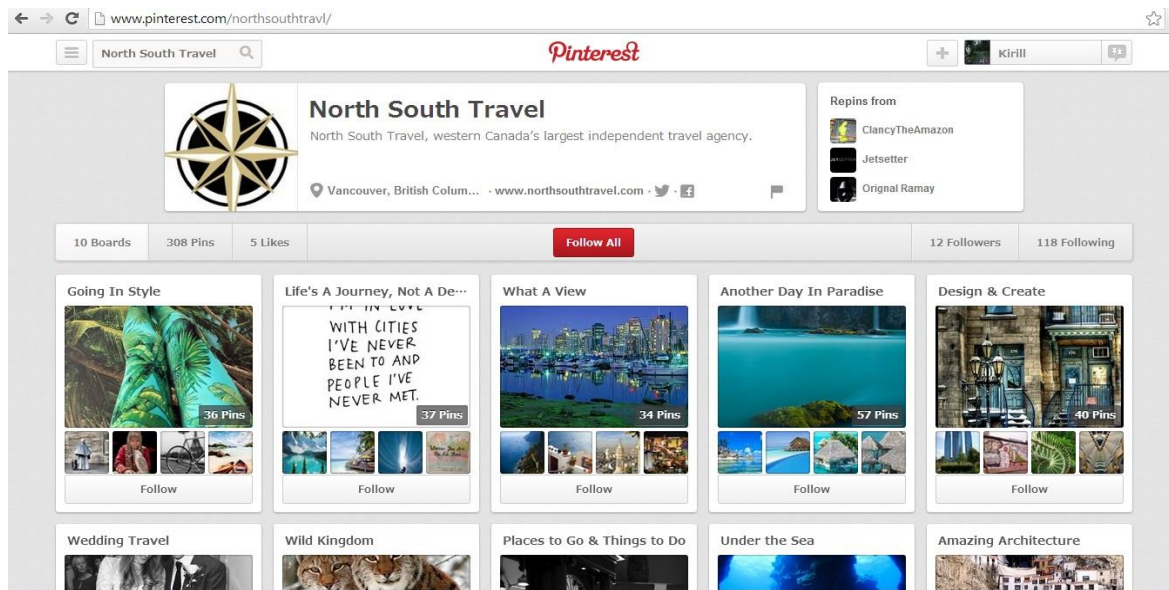 www.pinterest.com/northsouthtravl/
North South Travel
Pinterest
Kirill
North South Travel
North South Travel, western Canada's largest independent travel agency.
Vancouver, British Colum... · www.northsouthtravel.com ·
Repins from
ClancyTheAmazon
Jetsetter
Orignal Ramay
10 Boards 308 Pins 5 Likes Follow All 12 Followers 118 Following
Going In Style
36 Pins
Follow
Life's A Journey, Not A De...
WITH CITIES
I'VE NEVER
BEEN TO AND
PEOPLE I'VE
NEVER MET.
37 Pins
Follow
What A View
34 Pins
Follow
Another Day In Paradise
57 Pins
Follow
Design & Create
40 Pins
Follow
Wedding Travel
Wild Kingdom
Places to Go & Things to Do
Under the Sea
Amazing Architecture